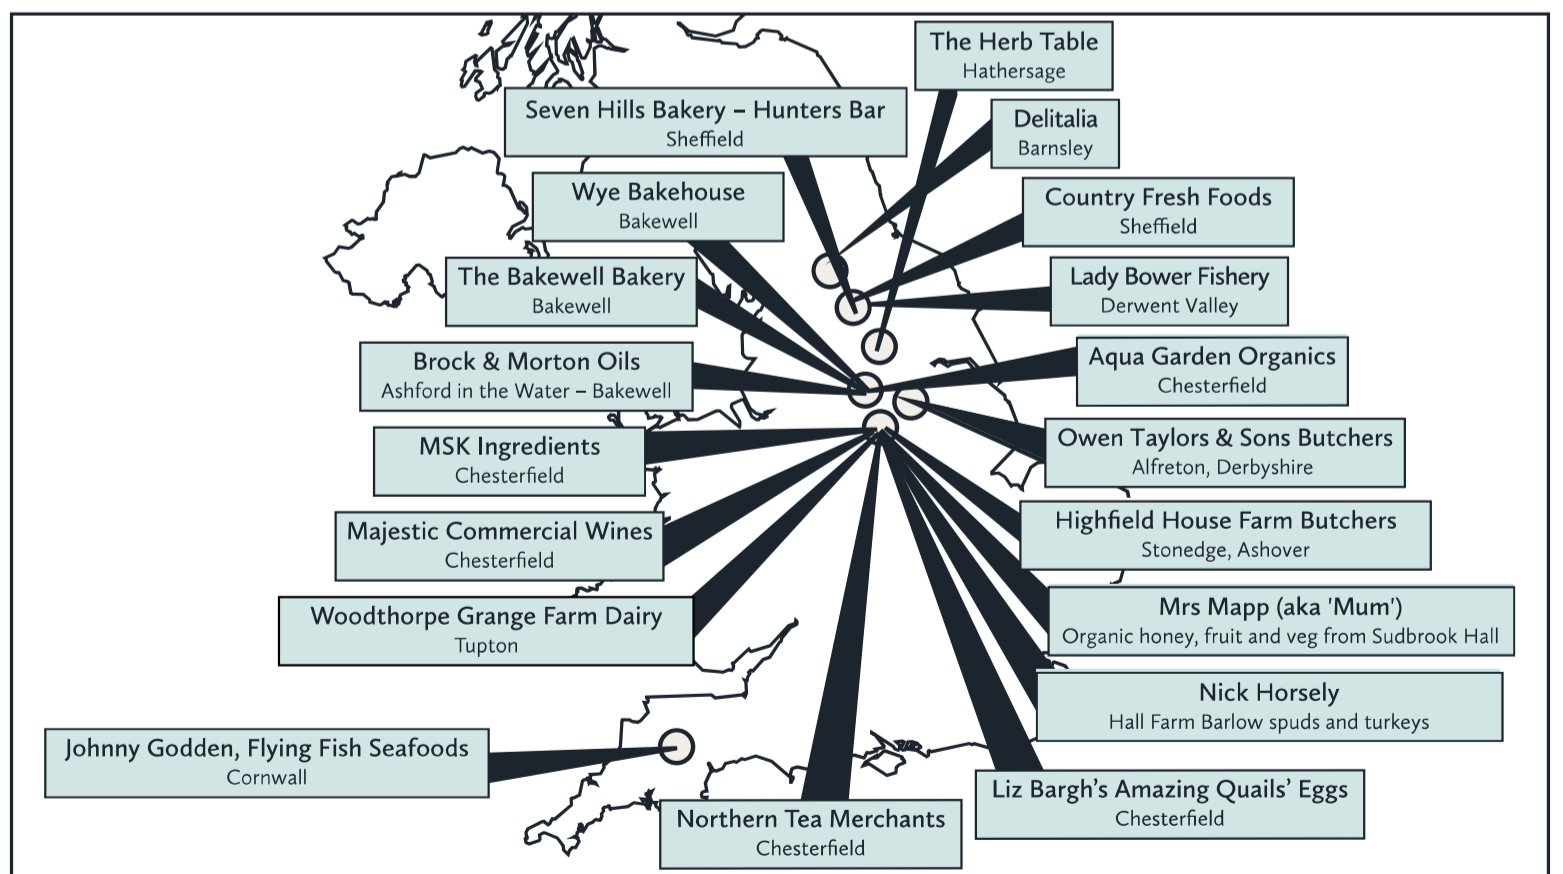 The Herb Table
Hathersage
Seven Hills Bakery – Hunters Bar
Sheffield
Delitalia
Barnsley
Wye Bakehouse
Bakewell
Country Fresh Foods
Sheffield
The Bakewell Bakery
Bakewell
Lady Bower Fishery
Derwent Valley
Brock & Morton Oils
Ashford in the Water – Bakewell
Aqua Garden Organics
Chesterfield
MSK Ingredients
Chesterfield
Owen Taylors & Sons Butchers
Alfreton, Derbyshire
Majestic Commercial Wines
Chesterfield
Highfield House Farm Butchers
Stonedge, Ashover
Woodthorpe Grange Farm Dairy
Tupton
Mrs Mapp (aka 'Mum')
Organic honey, fruit and veg from Sudbrook Hall
Nick Horsely
Hall Farm Barlow spuds and turkeys
Johnny Godden, Flying Fish Seafoods
Cornwall
Liz Bargh’s Amazing Quails’ Eggs
Chesterfield
Northern Tea Merchants
Chesterfield